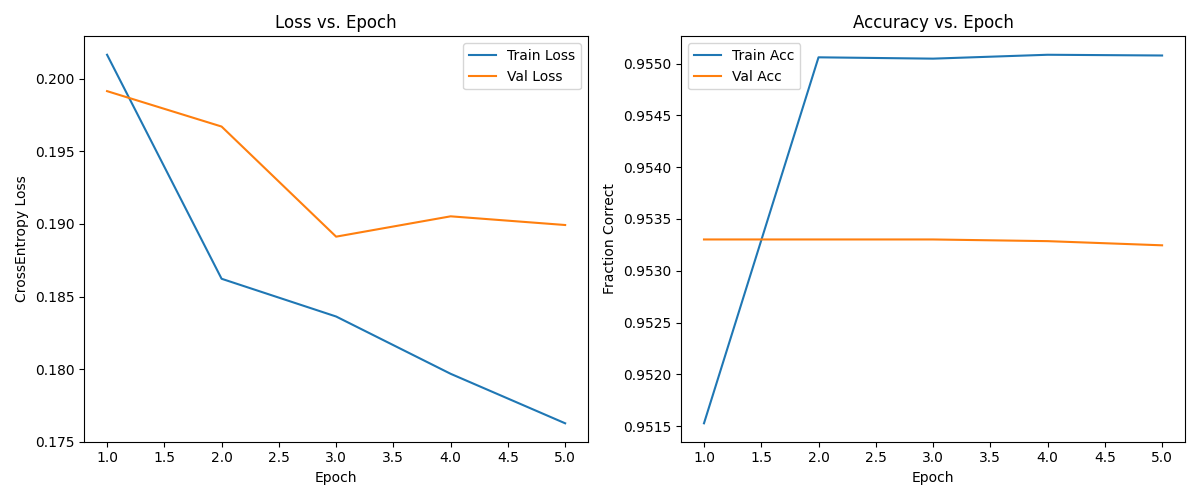 Loss vs. Epoch
Train Loss
Val Loss
0.200
0.195
0.190
0.185
0.180
0.175
CrossEntropy Loss
1.0 1.5 2.0 2.5 3.0 3.5 4.0 4.5 5.0
Epoch
Accuracy vs. Epoch
Train Acc
Val Acc
0.9550
0.9545
0.9540
0.9535
0.9530
0.9525
0.9520
0.9515
Fraction Correct
1.0 1.5 2.0 2.5 3.0 3.5 4.0 4.5 5.0
Epoch